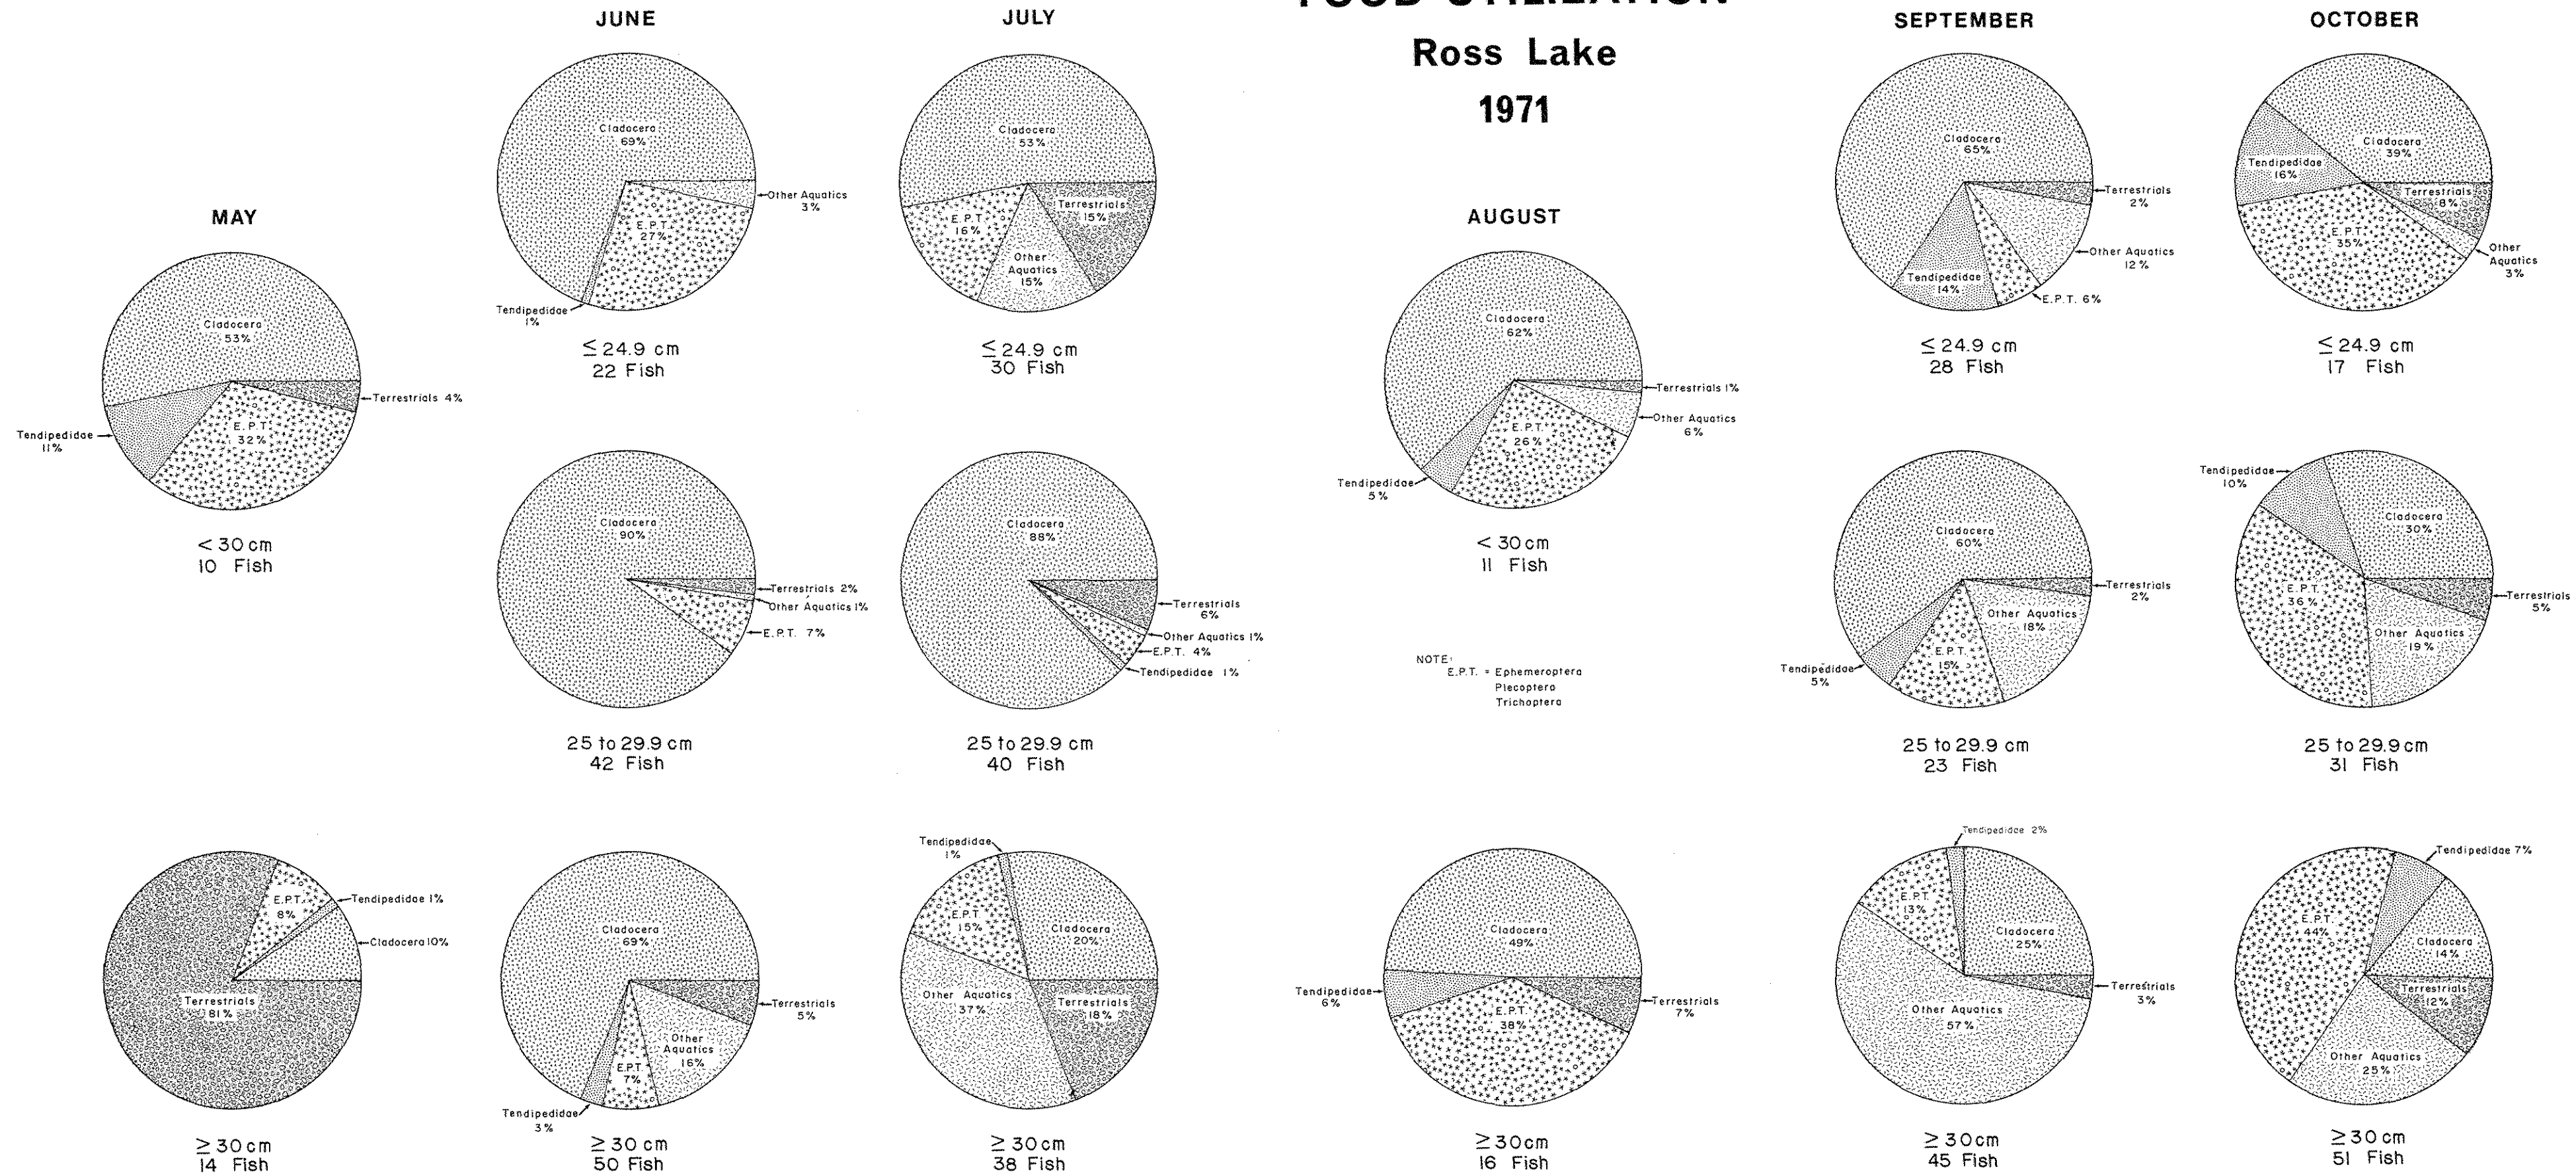 FOOD UTILIZATION
Ross Lake
1971
MAY
Cladocera
53%
Terrestrials 4%
E.P.T.
32%
Tendipedidae
11%
< 30 cm
10 Fish
E.P.T.
8%
Tendipedidae 1%
Cladocera 10%
Terrestrials
81%
≥ 30 cm
14 Fish
JUNE
Cladocera
69%
Other Aquatics
3%
E.P.T.
27%
Tendipedidae
1%
≤ 24.9 cm
22 Fish
Cladocera
90%
Terrestrials 2%
Other Aquatics 1%
E.P.T. 7%
25 to 29.9 cm
42 Fish
Cladocera
69%
Terrestrials
5%
Other
Aquatics
16%
E.P.T.
7%
Tendipedidae
3%
≥ 30 cm
50 Fish
JULY
Cladocera
53%
Terrestrials
15%
E.P.T.
16%
Other
Aquatics
15%
≤ 24.9 cm
30 Fish
Cladocera
88%
Terrestrials
6%
Other Aquatics 1%
E.P.T. 4%
Tendipedidae 1%
25 to 29.9 cm
40 Fish
Tendipedidae
1%
E.P.T.
15%
Cladocera
20%
Other Aquatics
37%
Terrestrials
18%
≥ 30 cm
38 Fish
AUGUST
Cladocera
62%
Terrestrials 1%
Other Aquatics
6%
E.P.T.
26%
Tendipedidae
5%
< 30 cm
11 Fish
NOTE:
E.P.T. = Ephemeroptera
Plecoptera
Trichoptera
Cladocera
49%
Tendipedidae
6%
Terrestrials
7%
E.P.T.
38%
≥ 30 cm
16 Fish
SEPTEMBER
Cladocera
65%
Terrestrials
2%
Other Aquatics
12%
Tendipedidae
14%
E.P.T. 6%
≤ 24.9 cm
28 Fish
Cladocera
60%
Terrestrials
2%
Other Aquatics
18%
E.P.T.
15%
Tendipedidae
5%
25 to 29.9 cm
23 Fish
Tendipedidae 2%
E.P.T.
13%
Cladocera
25%
Terrestrials
3%
Other Aquatics
57%
≥ 30 cm
45 Fish
OCTOBER
Cladocera
39%
Tendipedidae
16%
Terrestrials
8%
E.P.T.
35%
Other
Aquatics
3%
≤ 24.9 cm
17 Fish
Tendipedidae
10%
Cladocera
30%
E.P.T.
36%
Terrestrials
5%
Other Aquatics
19%
25 to 29.9 cm
31 Fish
Tendipedidae 7%
E.P.T.
44%
Cladocera
14%
Terrestrials
12%
Other Aquatics
25%
≥ 30 cm
51 Fish